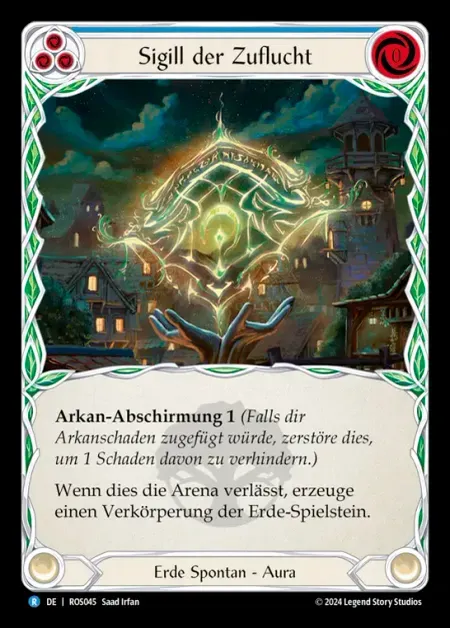 Sigill der Zuflucht
0
Arkan-Abschirmung 1 (Falls dir
Arkanschaden zugefügt würde, zerstöre dies,
um 1 Schaden davon zu verhindern.)
Wenn dies die Arena verlässt, erzeuge
einen Verkörperung der Erde-Spielstein.
Erde Spontan - Aura
R DE | ROS045 Saad Irfan
© 2024 Legend Story Studios